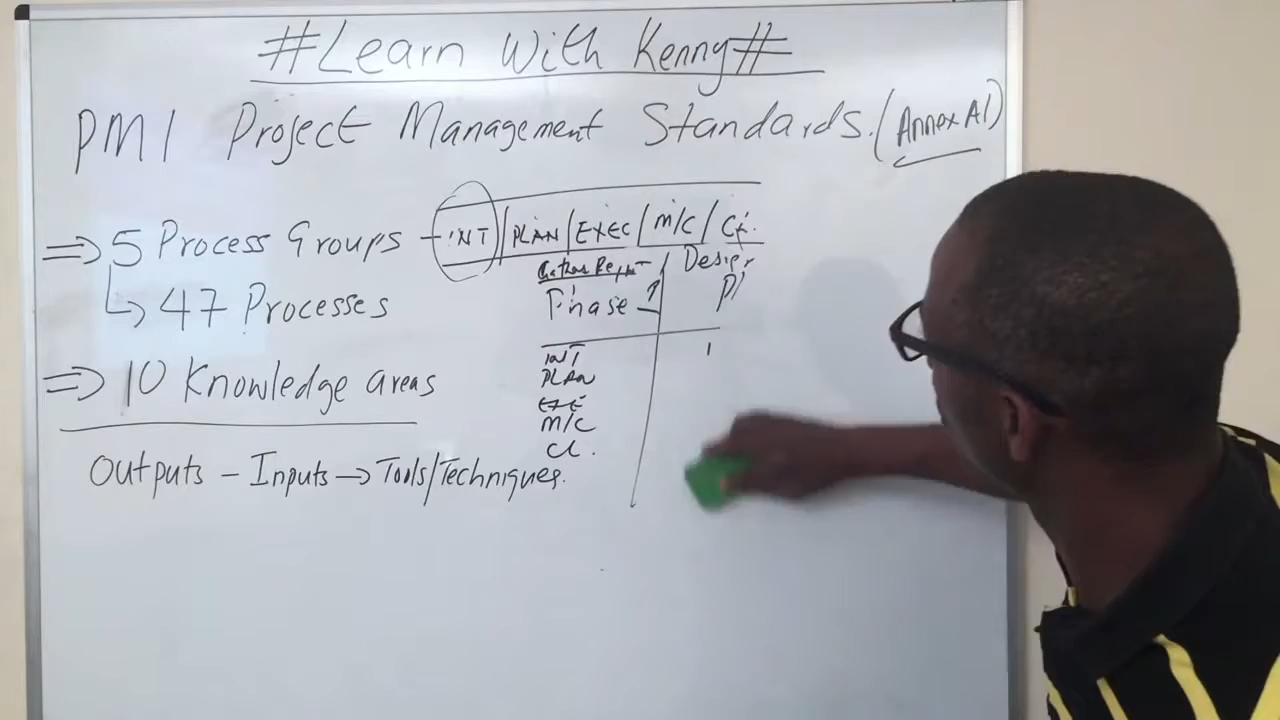 #Learn With Kenny#
PMI Project Management Standards. (Annex A1)
⇒ 5 Process Groups - INT / PLAN / EXEC / M/C / CL.
↳ 47 Processes
Phase 1
⇒ 10 Knowledge areas
INT
PLAN
EXE
M/C
CL.
Outputs - Inputs → Tools/Techniques.